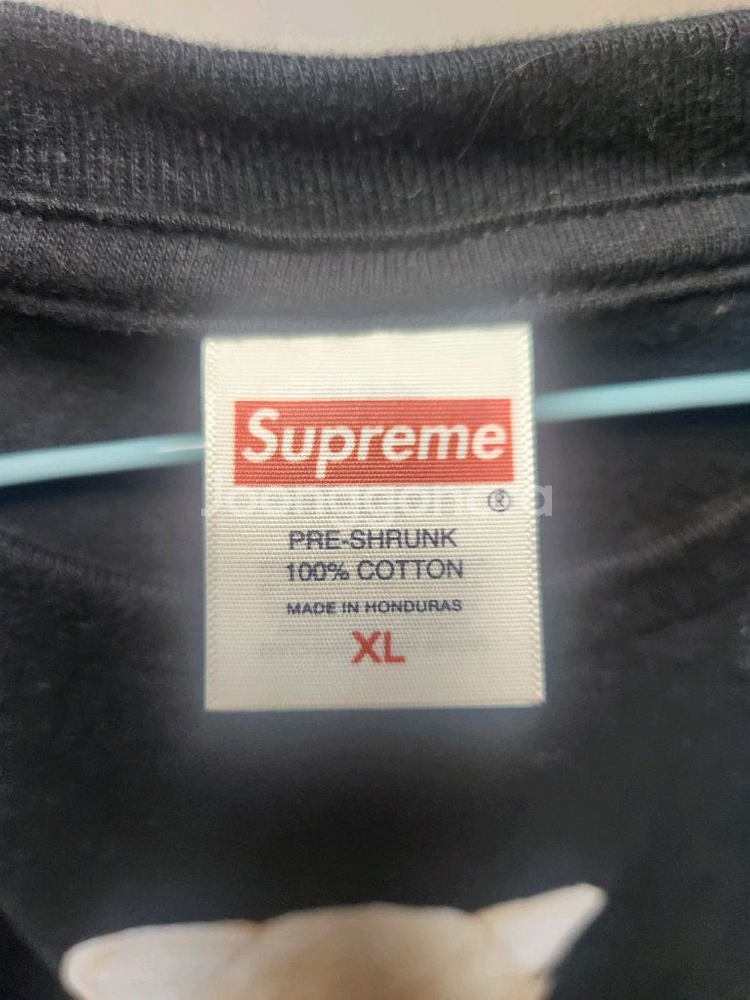 Supreme
®
PRE-SHRUNK
100% COTTON
MADE IN HONDURAS
XL